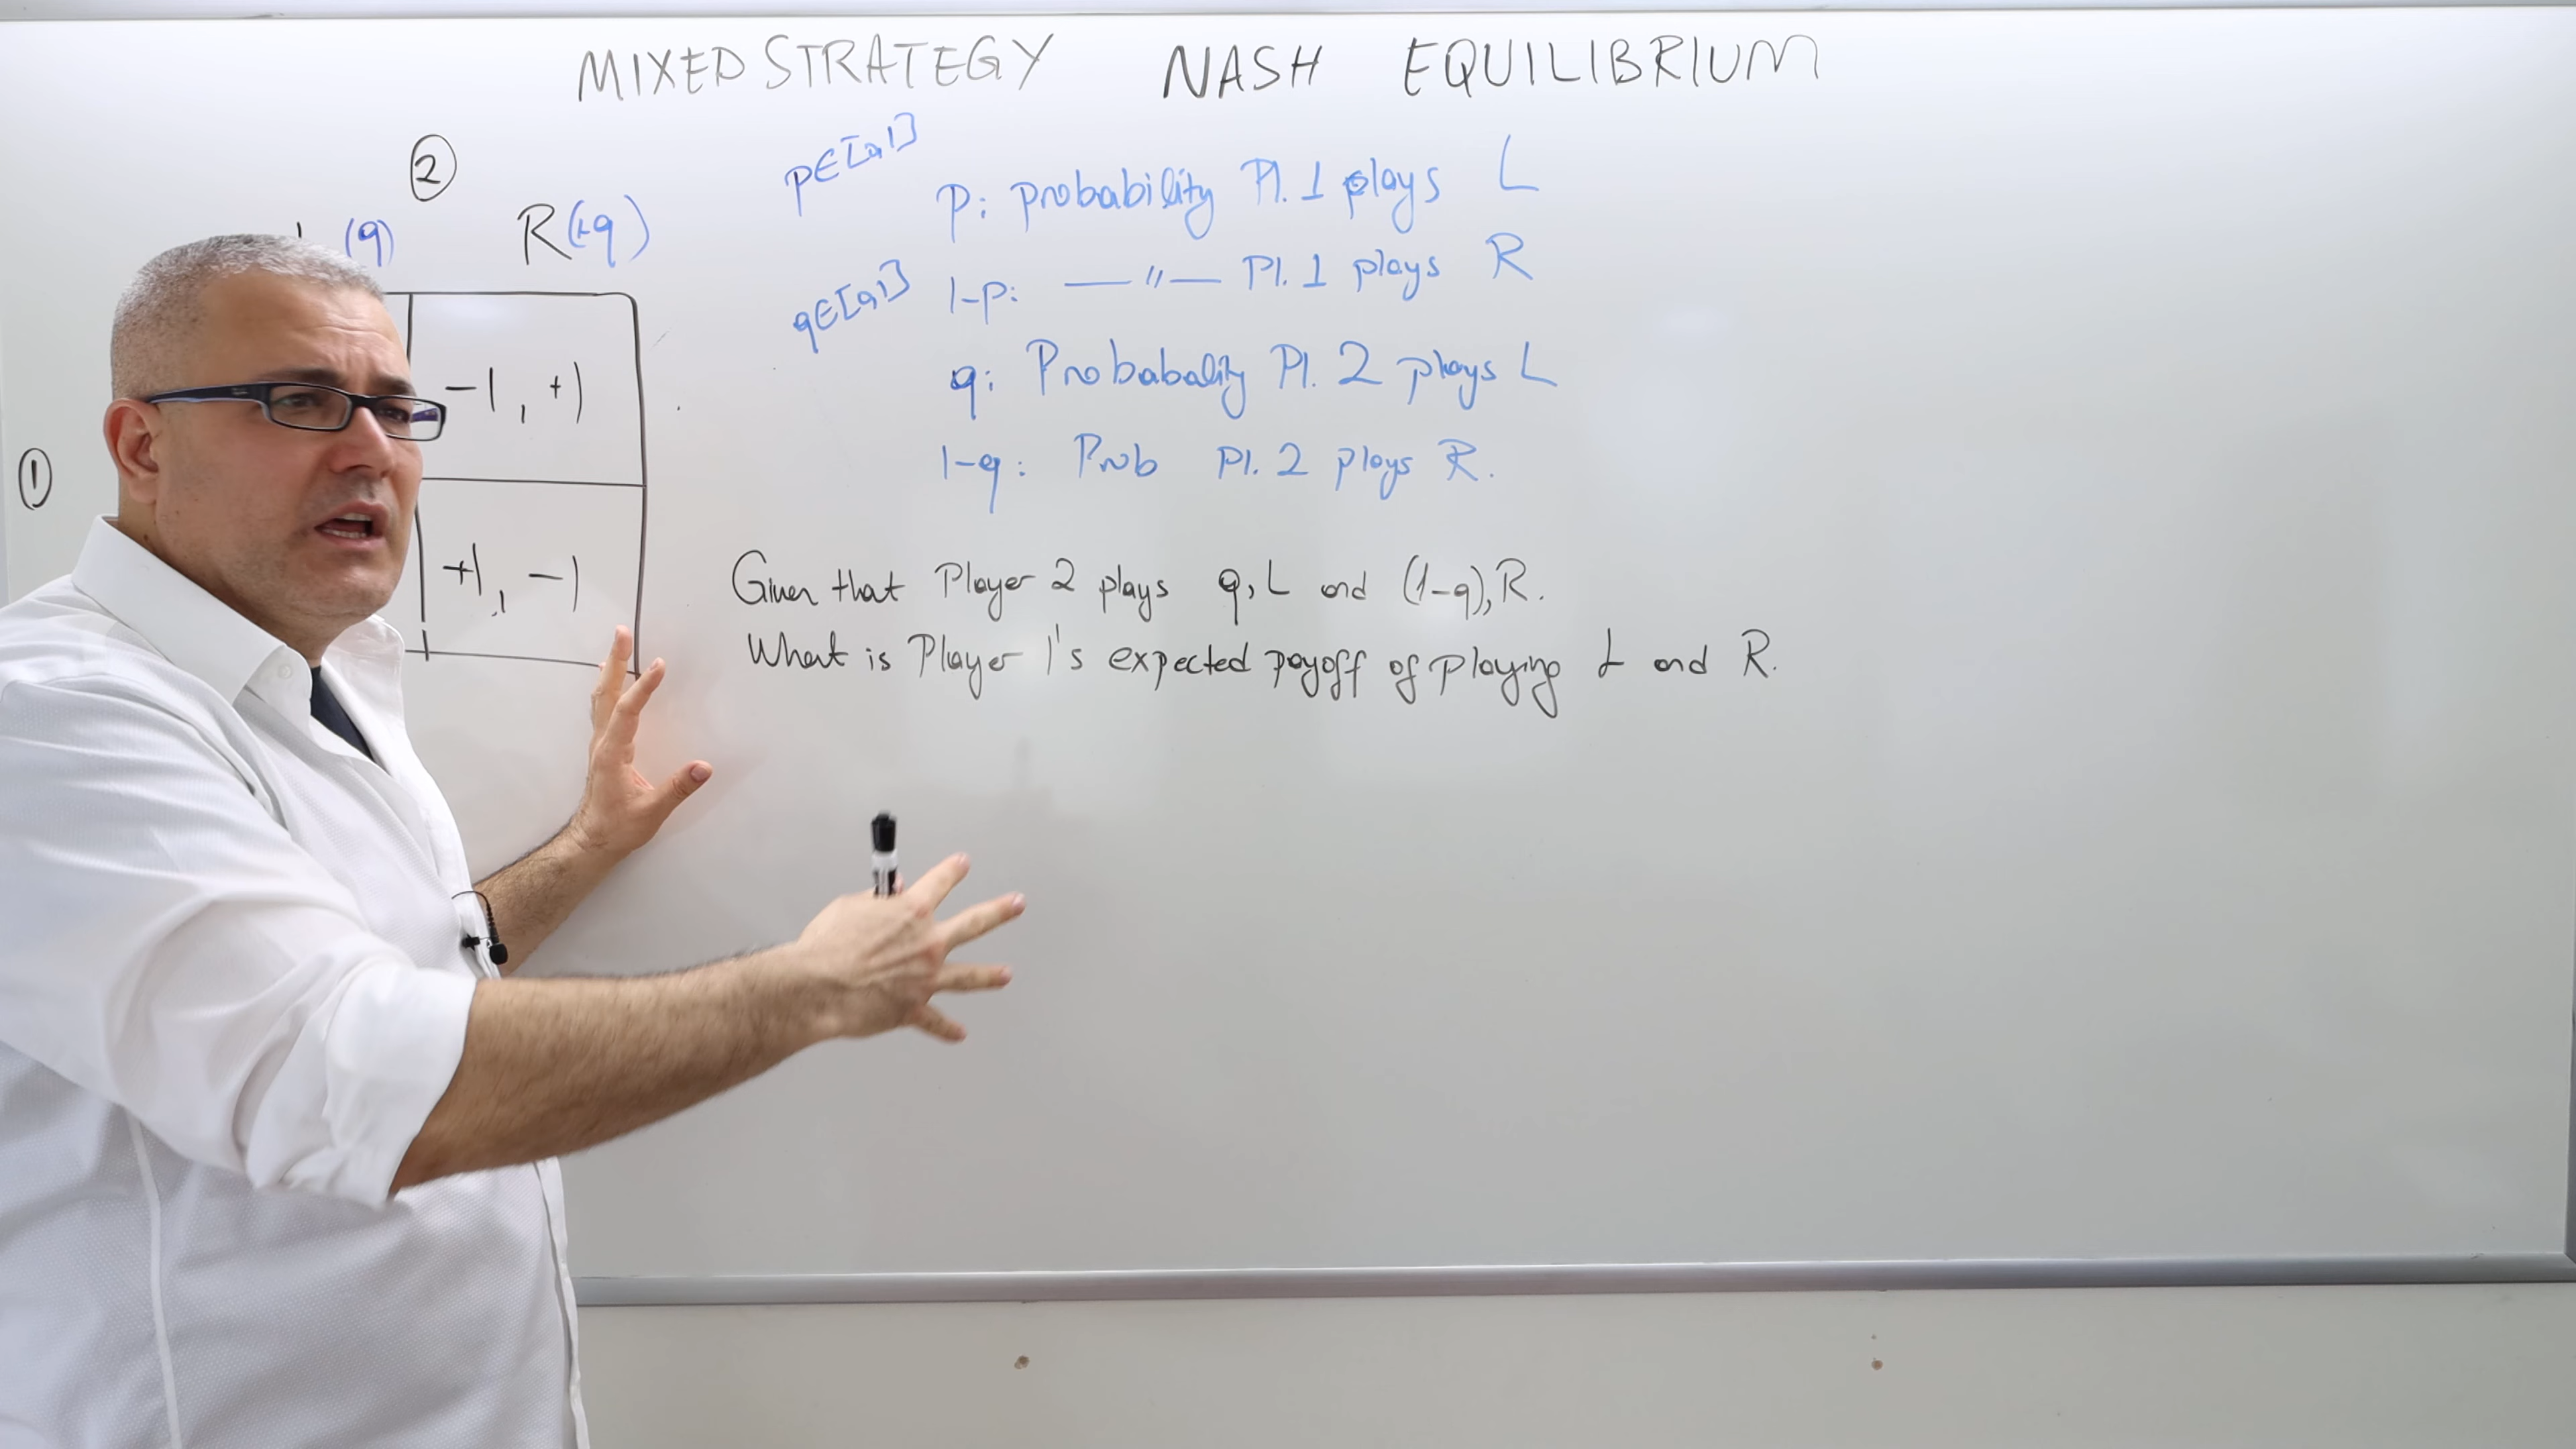 MIXED STRATEGY NASH EQUILIBRIUM
②
(q) R(1-q)
①
-1, +1
+1, -1
p∈[0,1]
p: probability Pl. 1 plays L
1-p: —〃— Pl. 1 plays R
q∈[0,1]
q: Probabality Pl. 2 plays L
1-q: Prob Pl. 2 plays R.
Given that Player 2 plays q, L and (1-q), R.
What is Player 1's expected payoff of playing L and R.